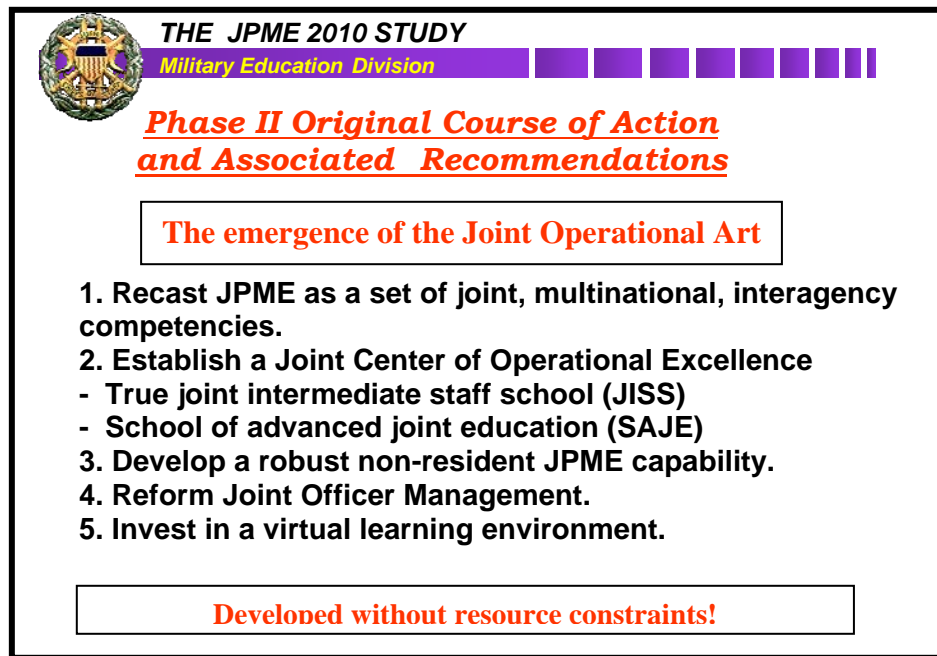 THE JPME 2010 STUDY
Military Education Division
Phase II Original Course of Action
and Associated Recommendations
The emergence of the Joint Operational Art
1. Recast JPME as a set of joint, multinational, interagency
competencies.
2. Establish a Joint Center of Operational Excellence
- True joint intermediate staff school (JISS)
- School of advanced joint education (SAJE)
3. Develop a robust non-resident JPME capability.
4. Reform Joint Officer Management.
5. Invest in a virtual learning environment.
Developed without resource constraints!